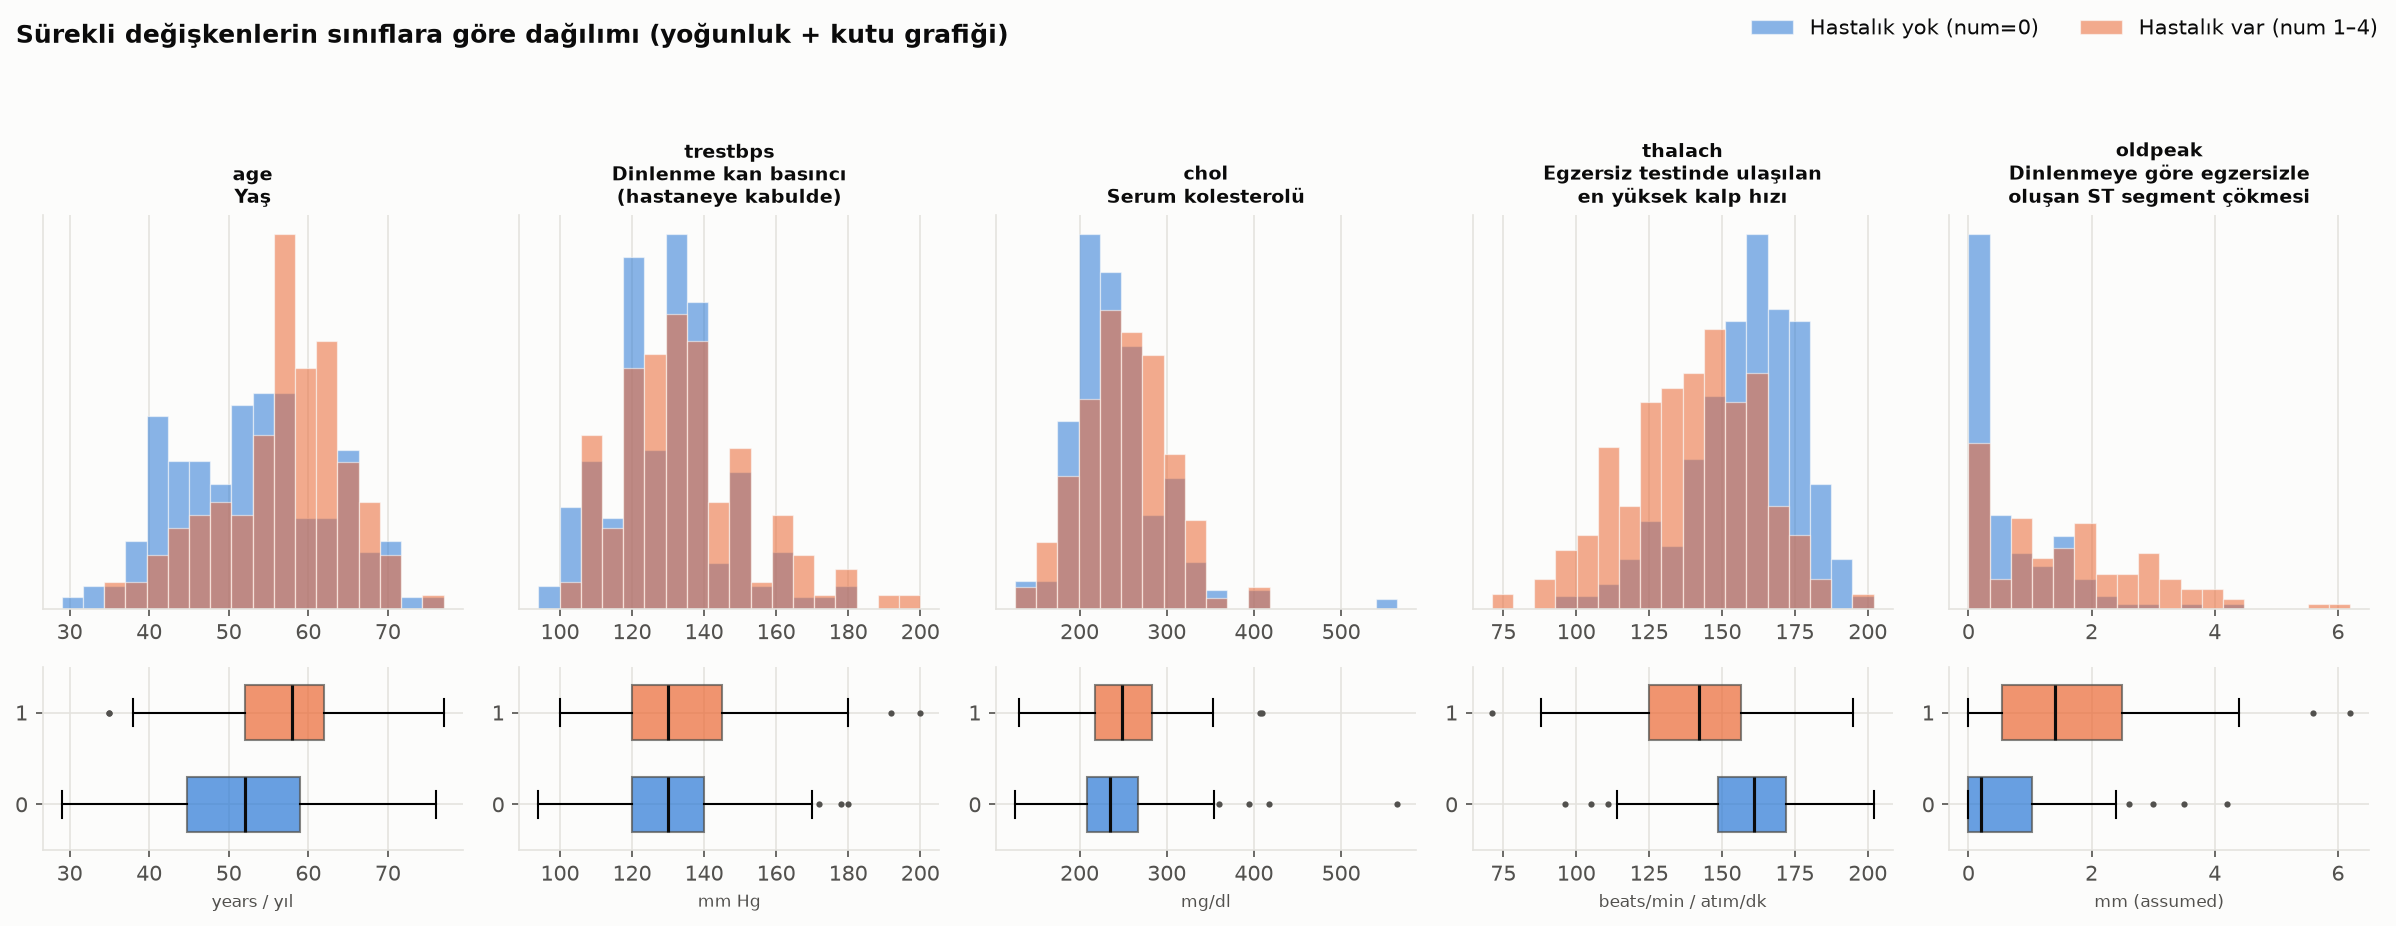 Sürekli değişkenlerin sınıflara göre dağılımı (yoğunluk + kutu grafiği)
Hastalık yok (num=0)
Hastalık var (num 1–4)
age
Yaş
trestbps
Dinlenme kan basıncı
(hastaneye kabulde)
chol
Serum kolesterolü
thalach
Egzersiz testinde ulaşılan
en yüksek kalp hızı
oldpeak
Dinlenmeye göre egzersizle
oluşan ST segment çökmesi
30 40 50 60 70
100 120 140 160 180 200
200 300 400 500
75 100 125 150 175 200
0 2 4 6
1
0
30 40 50 60 70
years / yıl
1
0
100 120 140 160 180 200
mm Hg
1
0
200 300 400 500
mg/dl
1
0
75 100 125 150 175 200
beats/min / atım/dk
1
0
0 2 4 6
mm (assumed)